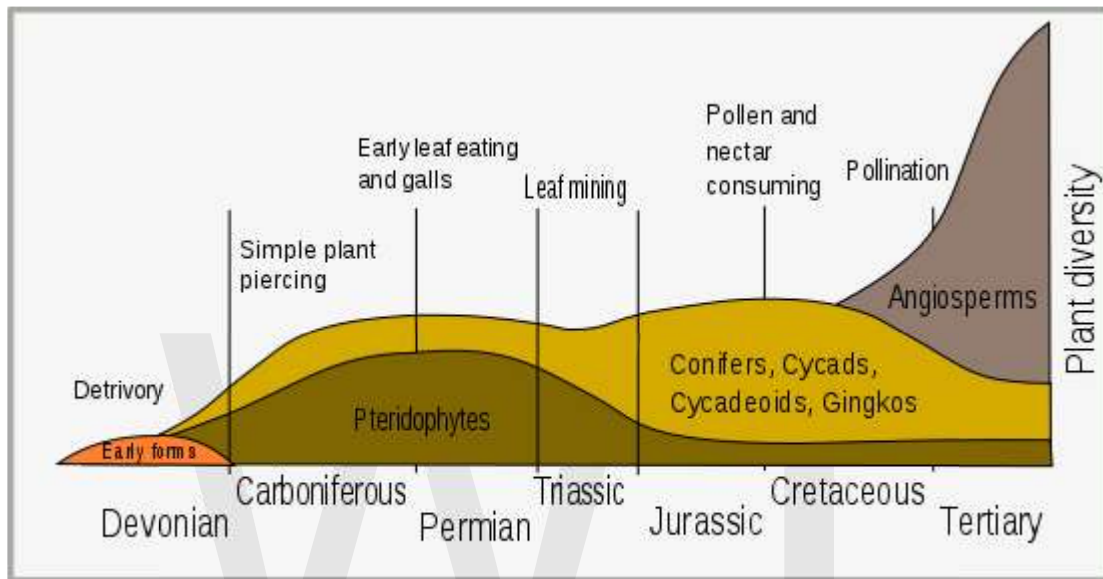 Pollen and
nectar
consuming
Early leaf eating
and galls
Pollination
Leaf mining
Simple plant
piercing
Plant diversity
Angiosperms
Conifers, Cycads,
Cycadeoids, Gingkos
Detrivory
Pteridophytes
Early forms
Carboniferous
Triassic
Cretaceous
Devonian
Permian
Jurassic
Tertiary